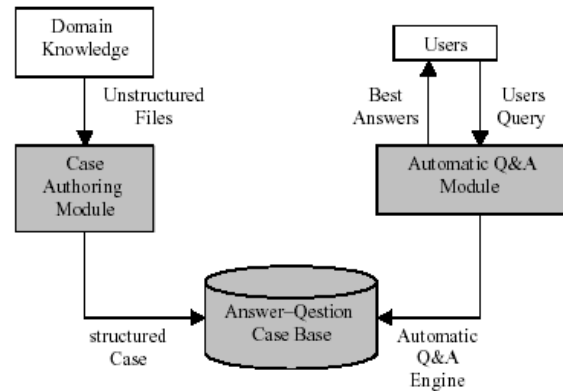 Domain
Knowledge
Unstructured
Files
Case
Authoring
Module
structured
Case
Users
Best
Answers
Users
Query
Automatic Q&A
Module
Answer–Qestion
Case Base
Automatic
Q&A
Engine